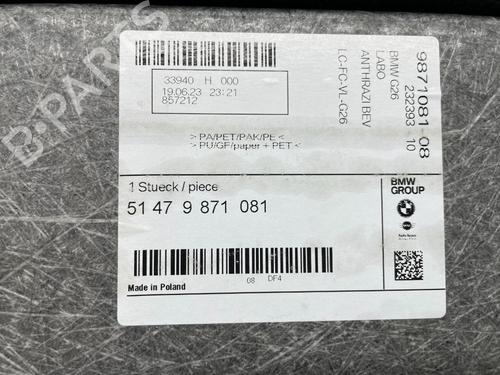 33940 H 000
19.06.23 23:21
857212
> PA/PET/PAK/PE <
> PU/GF/paper + PET <
9871081-08
232393 10
LABO
BMW G26
ANTHRAZI BEV
LC-FC-VL-G26
1 Stueck / piece
51 47 9 871 081
BMW
GROUP
08 DF4
Made in Poland
B-Parts